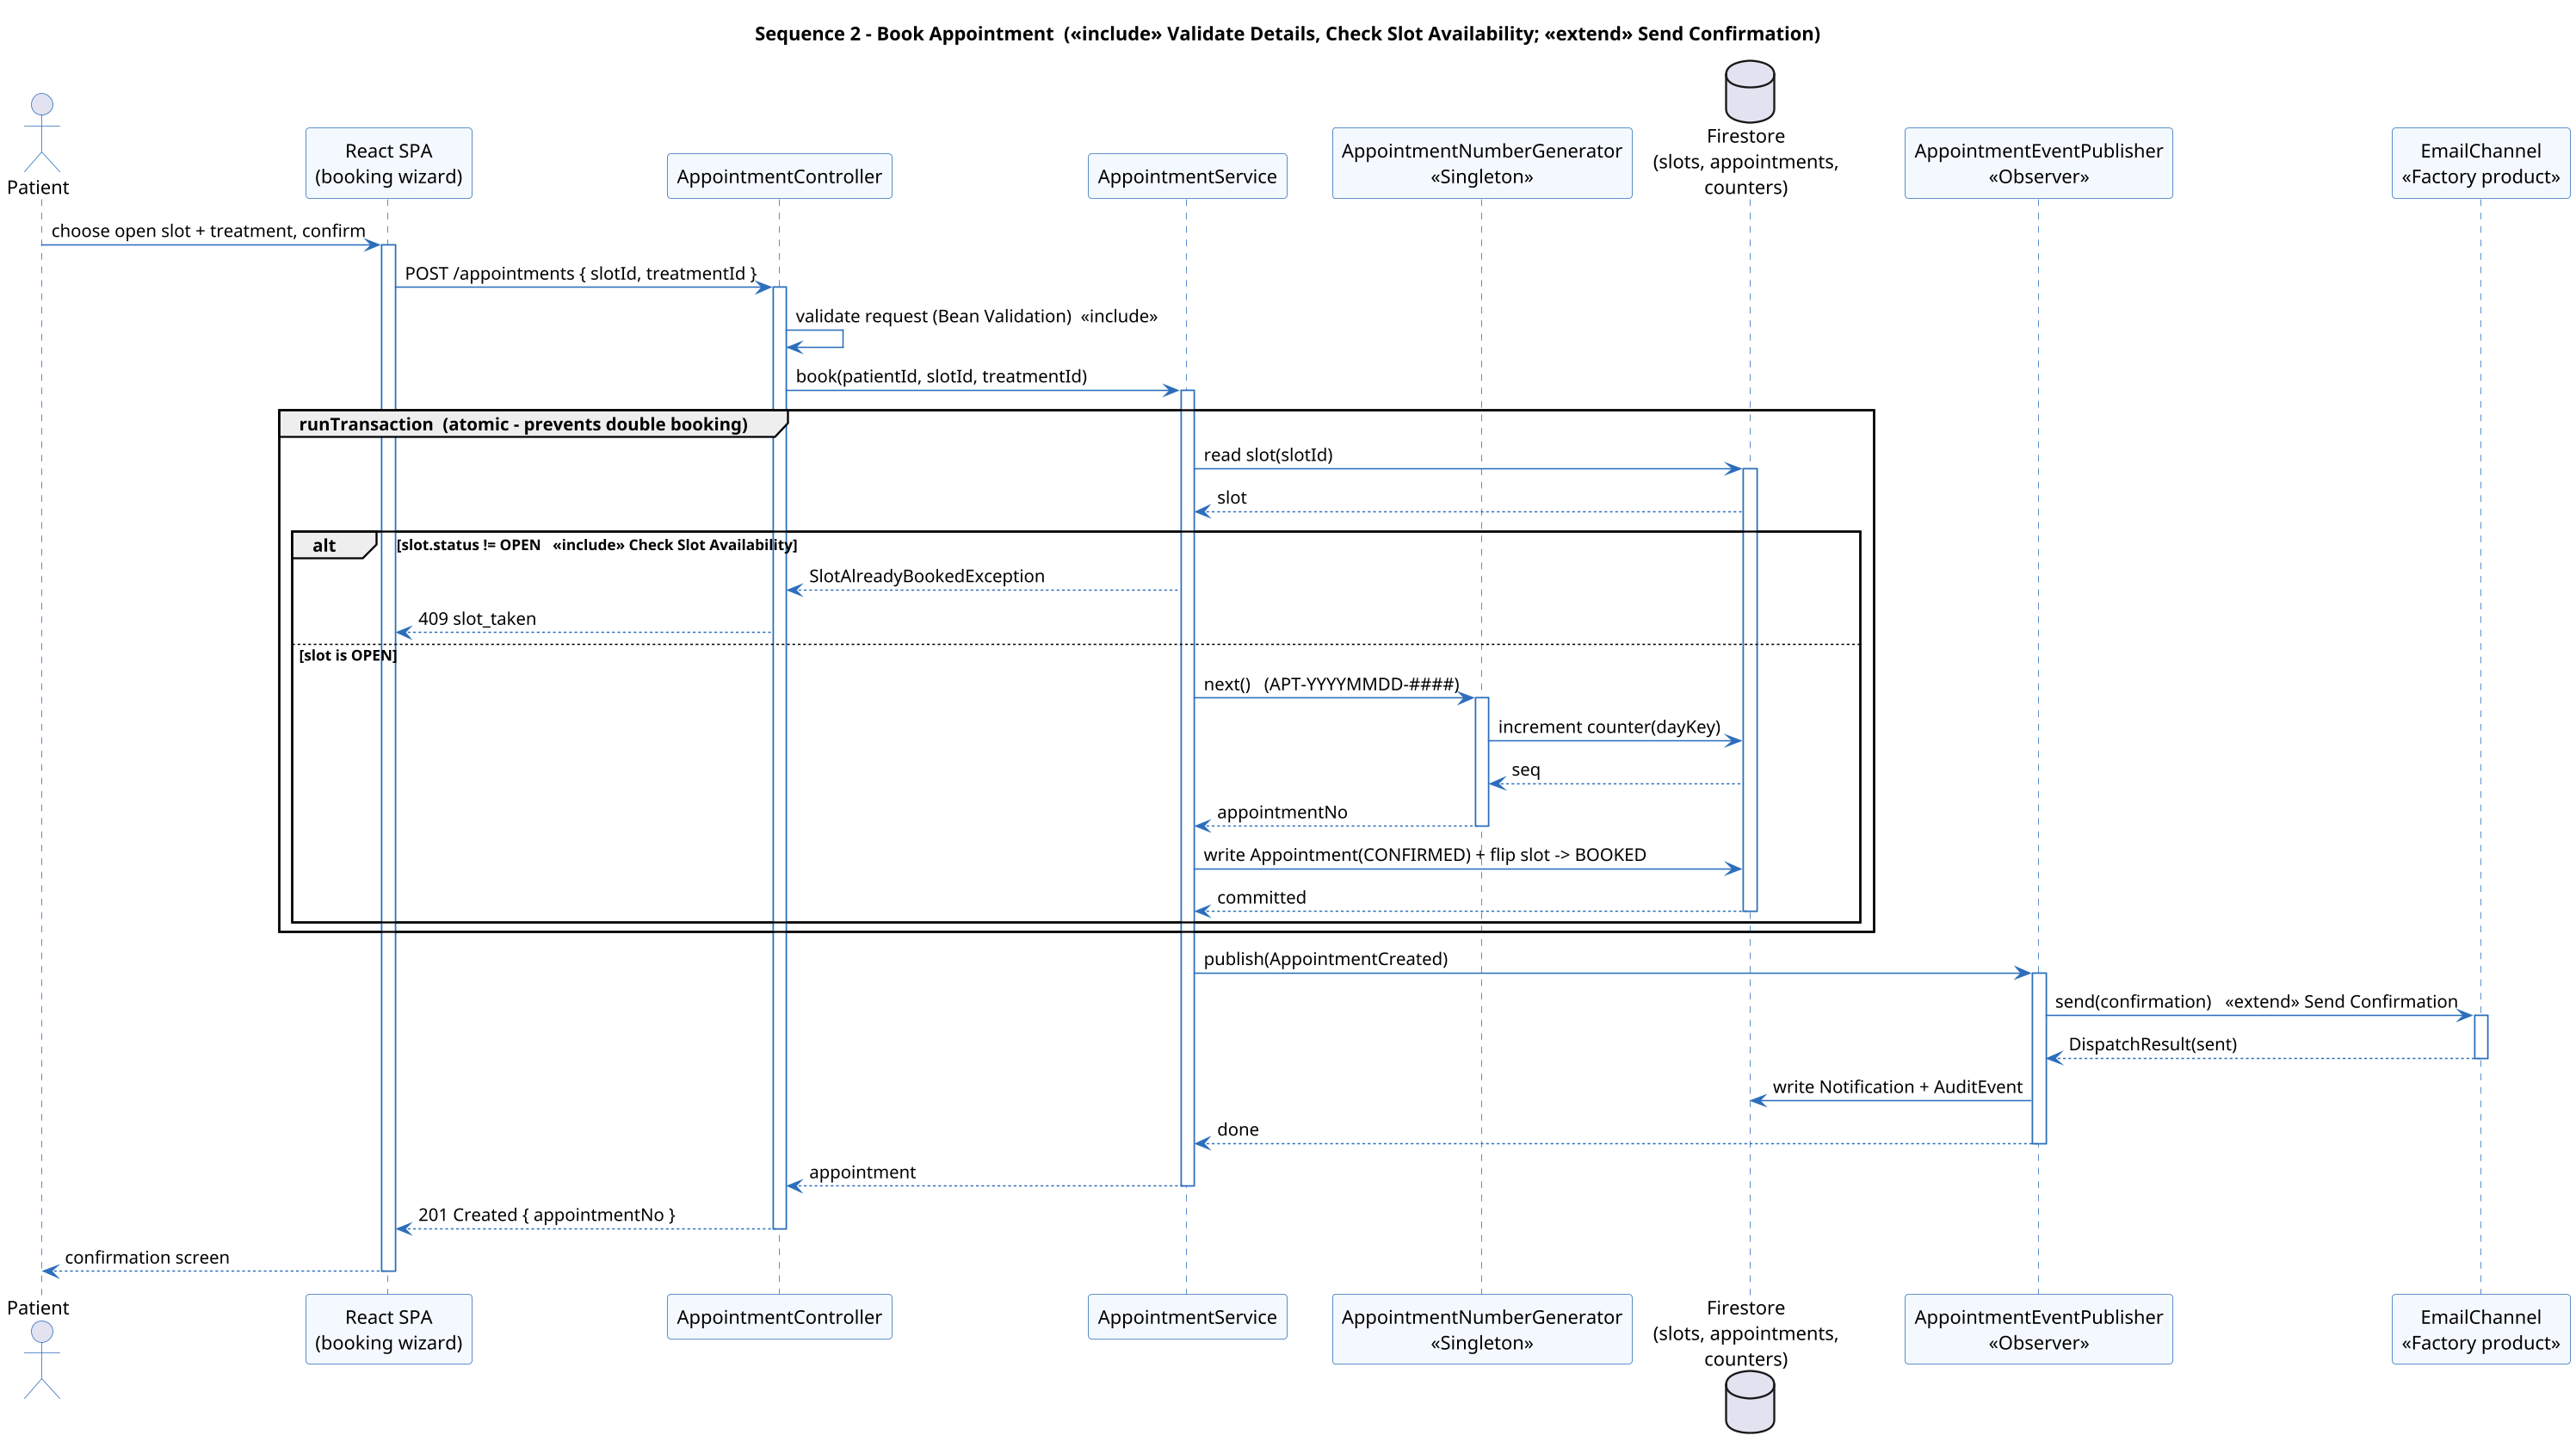 Sequence 2 - Book Appointment  («include» Validate Details, Check Slot Availability; «extend» Send Confirmation)
Patient
React SPA
(booking wizard)
AppointmentController
AppointmentService
AppointmentNumberGenerator
«Singleton»
Firestore
(slots, appointments,
counters)
AppointmentEventPublisher
«Observer»
EmailChannel
«Factory product»
choose open slot + treatment, confirm
POST /appointments { slotId, treatmentId }
validate request (Bean Validation)  «include»
book(patientId, slotId, treatmentId)
runTransaction  (atomic - prevents double booking)
read slot(slotId)
slot
alt
[slot.status != OPEN   «include» Check Slot Availability]
SlotAlreadyBookedException
409 slot_taken
[slot is OPEN]
next()   (APT-YYYYMMDD-####)
increment counter(dayKey)
seq
appointmentNo
write Appointment(CONFIRMED) + flip slot -> BOOKED
committed
publish(AppointmentCreated)
send(confirmation)   «extend» Send Confirmation
DispatchResult(sent)
write Notification + AuditEvent
done
appointment
201 Created { appointmentNo }
confirmation screen
Patient
React SPA
(booking wizard)
AppointmentController
AppointmentService
AppointmentNumberGenerator
«Singleton»
Firestore
(slots, appointments,
counters)
AppointmentEventPublisher
«Observer»
EmailChannel
«Factory product»